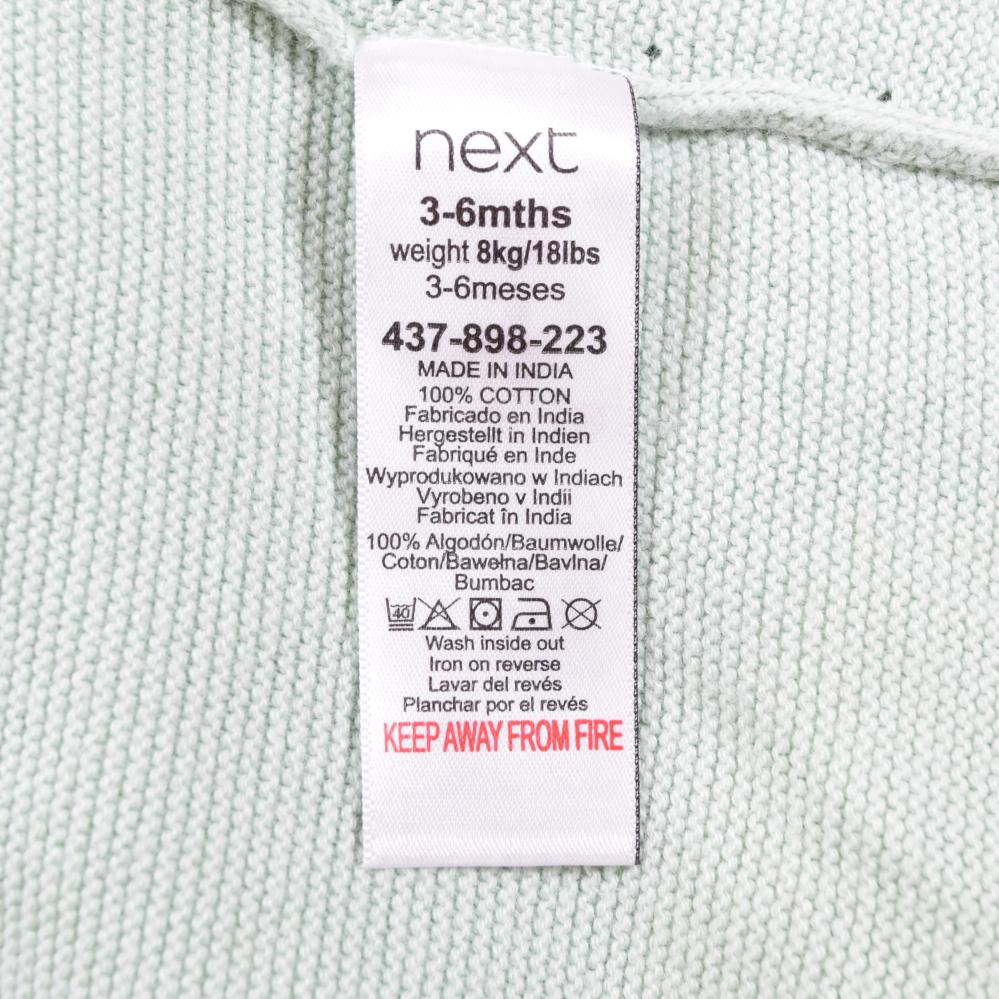 next
3-6mths
weight 8kg/18lbs
3-6meses
437-898-223
MADE IN INDIA
100% COTTON
Fabricado en India
Hergestellt in Indien
Fabriqué en Inde
Wyprodukowano w Indiach
Vyrobeno v Indii
Fabricat în India
100% Algodón/Baumwolle/
Coton/Bawełna/Bavlna/
Bumbac
40
Wash inside out
Iron on reverse
Lavar del revés
Planchar por el revés
KEEP AWAY FROM FIRE